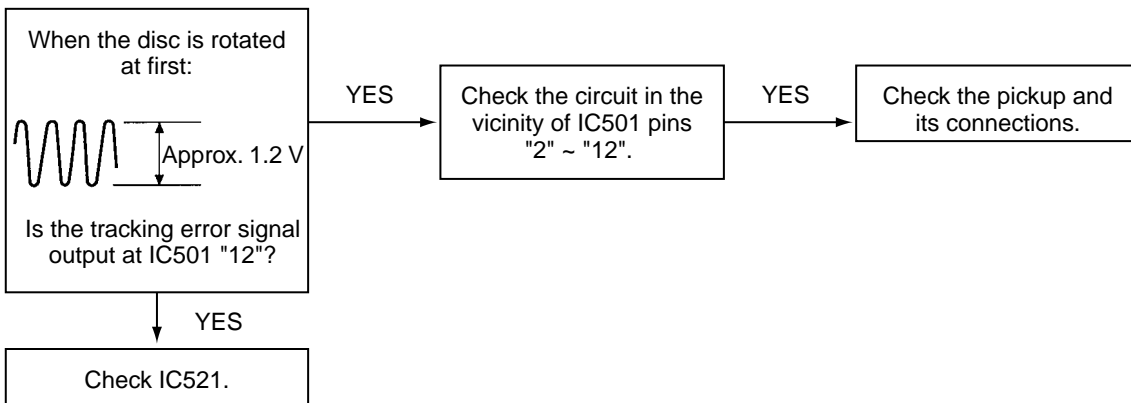 When the disc is rotated
at first:
Approx. 1.2 V
Is the tracking error signal
output at IC501 "12"?
YES
Check the circuit in the
vicinity of IC501 pins
"2" ~ "12".
YES
Check the pickup and
its connections.
YES
Check IC521.